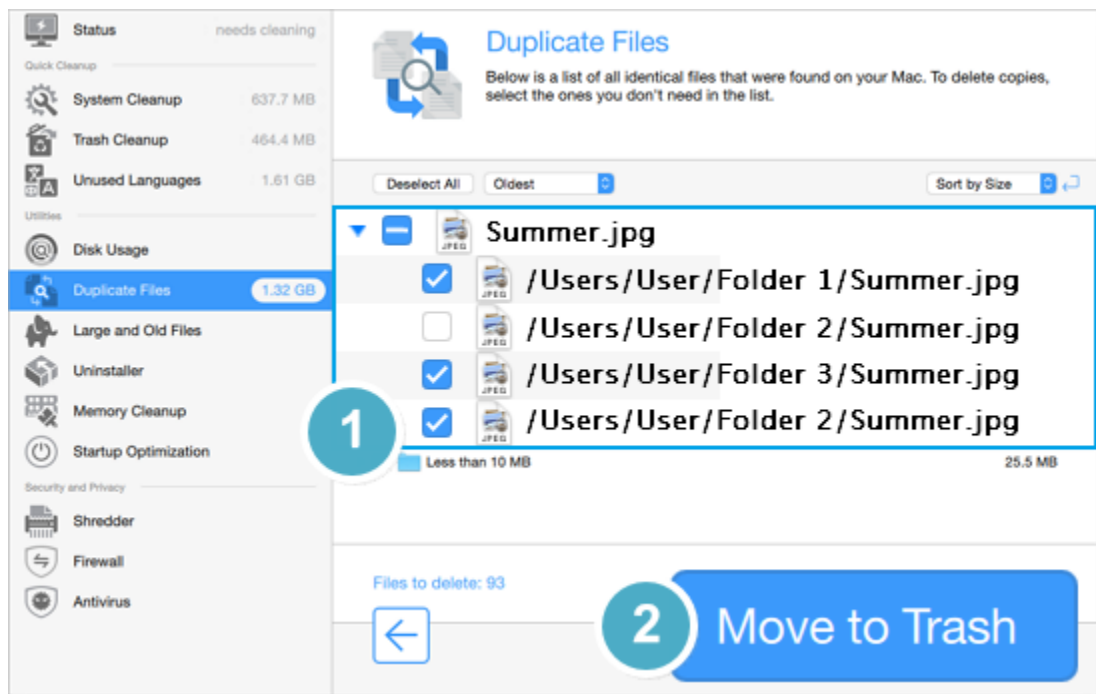 Status needs cleaning
Quick Cleanup
System Cleanup 637.7 MB
Trash Cleanup 464.4 MB
Unused Languages 1.61 GB
Utilities
Disk Usage
Duplicate Files 1.32 GB
Large and Old Files
Uninstaller
Memory Cleanup
Startup Optimization
Security and Privacy
Shredder
Firewall
Antivirus
Duplicate Files
Below is a list of all identical files that were found on your Mac. To delete copies,
select the ones you don't need in the list.
Deselect All Oldest Sort by Size
Summer.jpg
/Users/User/Folder 1/Summer.jpg
/Users/User/Folder 2/Summer.jpg
/Users/User/Folder 3/Summer.jpg
/Users/User/Folder 2/Summer.jpg
JPEG
JPEG
JPEG
JPEG
JPEG
1
Less than 10 MB 25.5 MB
Files to delete: 93
2 Move to Trash